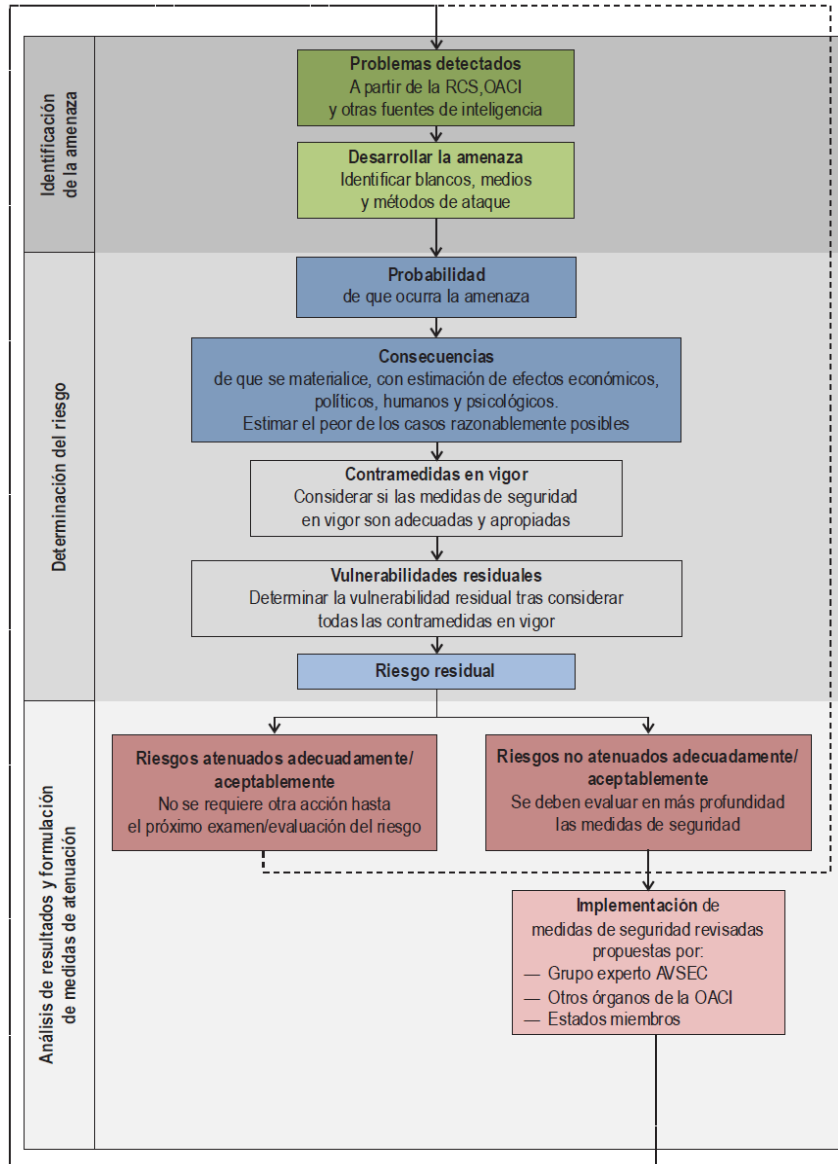 Identificación
de la amenaza
Problemas detectados
A partir de la RCS,OACI
y otras fuentes de inteligencia
Desarrollar la amenaza
Identificar blancos, medios
y métodos de ataque
Determinación del riesgo
Probabilidad
de que ocurra la amenaza
Consecuencias
de que se materialice, con estimación de efectos económicos,
políticos, humanos y psicológicos.
Estimar el peor de los casos razonablemente posibles
Contramedidas en vigor
Considerar si las medidas de seguridad
en vigor son adecuadas y apropiadas
Vulnerabilidades residuales
Determinar la vulnerabilidad residual tras considerar
todas las contramedidas en vigor
Riesgo residual
Análisis de resultados y formulación
de medidas de atenuación
Riesgos atenuados adecuadamente/
aceptablemente
No se requiere otra acción hasta
el próximo examen/evaluación del riesgo
Riesgos no atenuados adecuadamente/
aceptablemente
Se deben evaluar en más profundidad
las medidas de seguridad
Implementación de
medidas de seguridad revisadas
propuestas por:
— Grupo experto AVSEC
— Otros órganos de la OACI
— Estados miembros